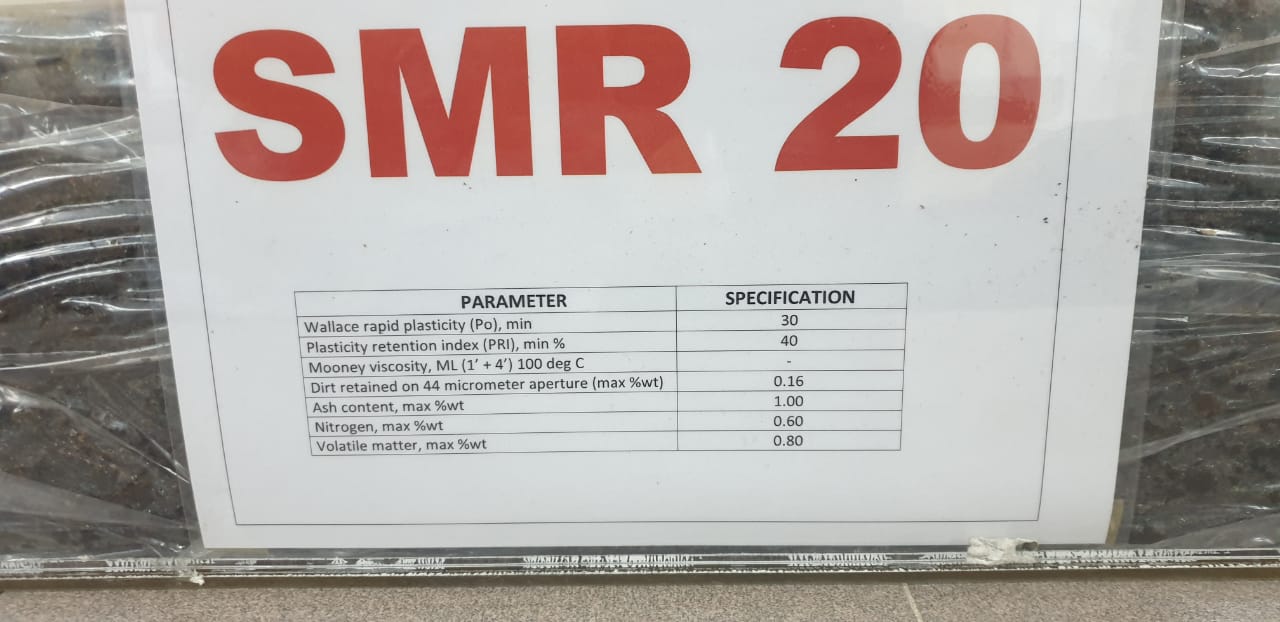 SMR 20
PARAMETER SPECIFICATION
Wallace rapid plasticity (Po), min 30
Plasticity retention index (PRI), min % 40
Mooney viscosity, ML (1’ + 4’) 100 deg C -
Dirt retained on 44 micrometer aperture (max %wt) 0.16
Ash content, max %wt 1.00
Nitrogen, max %wt 0.60
Volatile matter, max %wt 0.80